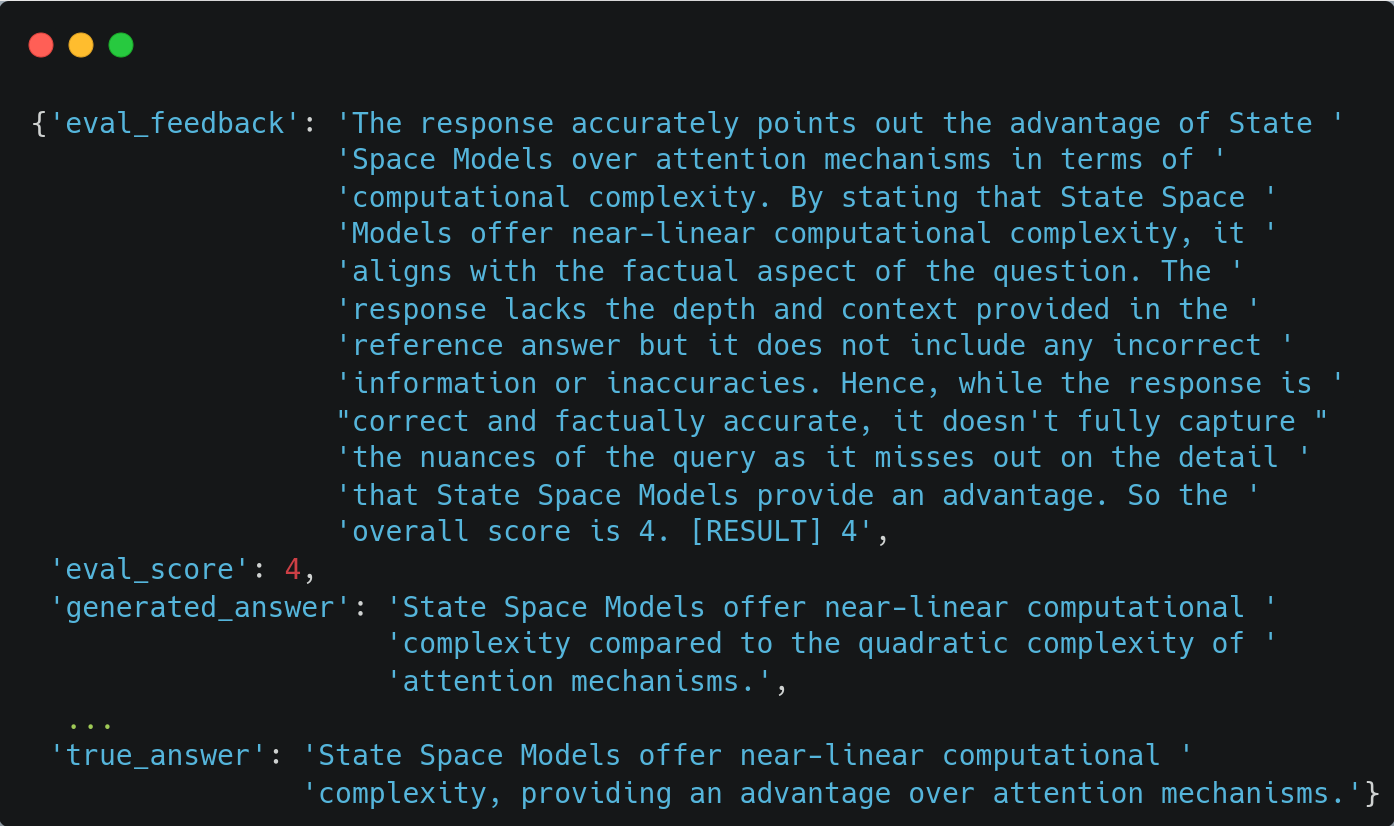 {'eval_feedback': 'The response accurately points out the advantage of State '
'Space Models over attention mechanisms in terms of '
'computational complexity. By stating that State Space '
'Models offer near-linear computational complexity, it '
'aligns with the factual aspect of the question. The '
'response lacks the depth and context provided in the '
'reference answer but it does not include any incorrect '
'information or inaccuracies. Hence, while the response is '
"correct and factually accurate, it doesn't fully capture "
'the nuances of the query as it misses out on the detail '
'that State Space Models provide an advantage. So the '
'overall score is 4. [RESULT] 4',
'eval_score': 4,
'generated_answer': 'State Space Models offer near-linear computational '
'complexity compared to the quadratic complexity of '
'attention mechanisms.',
...
'true_answer': 'State Space Models offer near-linear computational '
'complexity, providing an advantage over attention mechanisms.'}